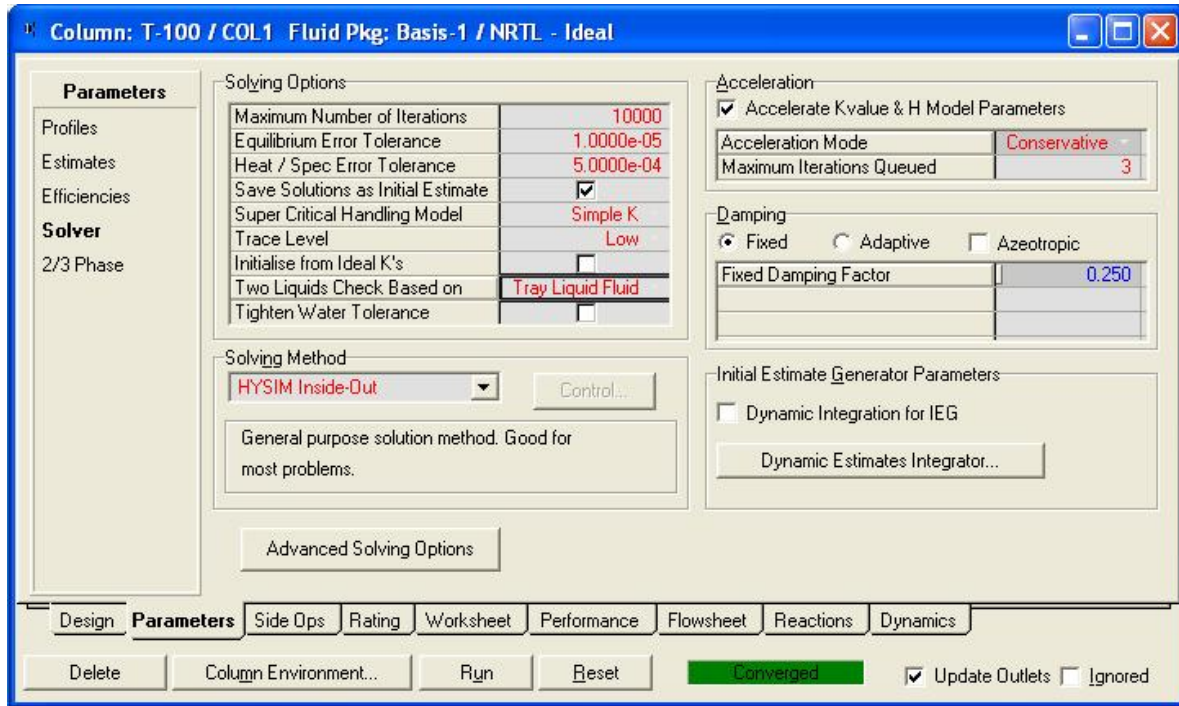 Column: T-100 / COL1 Fluid Pkg: Basis-1 / NRTL - Ideal
Parameters
Profiles
Estimates
Efficiencies
Solver
2/3 Phase
Solving Options
Maximum Number of Iterations 10000
Equilibrium Error Tolerance 1.0000e-05
Heat / Spec Error Tolerance 5.0000e-04
Save Solutions as Initial Estimate
Super Critical Handling Model Simple K
Trace Level Low
Initialise from Ideal K's
Two Liquids Check Based on Tray Liquid Fluid
Tighten Water Tolerance
Solving Method
HYSIM Inside-Out Control...
General purpose solution method. Good for
most problems.
Advanced Solving Options
Acceleration
Accelerate Kvalue & H Model Parameters
Acceleration Mode Conservative
Maximum Iterations Queued 3
Damping
Fixed Adaptive Azeotropic
Fixed Damping Factor 0.250
Initial Estimate Generator Parameters
Dynamic Integration for IEG
Dynamic Estimates Integrator...
Design Parameters Side Ops Rating Worksheet Performance Flowsheet Reactions Dynamics
Delete Column Environment... Run Reset Converged Update Outlets Ignored